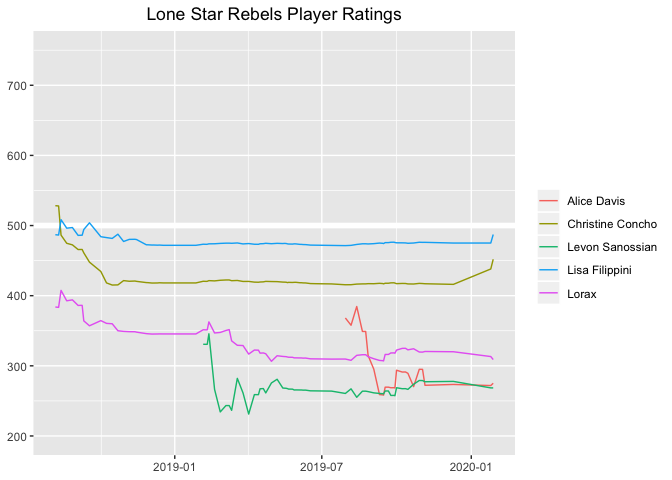 Lone Star Rebels Player Ratings
700
600
500
400
300
200
2019-01
2019-07
2020-01
Alice Davis
Christine Concho
Levon Sanossian
Lisa Filippini
Lorax